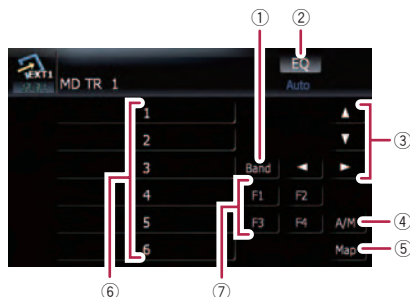 ① ②
EXT1
MD TR 1
EQ
Auto
1
2
3
Band
③
4
F1 F2
5
F3 F4 A/M ④
6
Map ⑤
⑥ ⑦